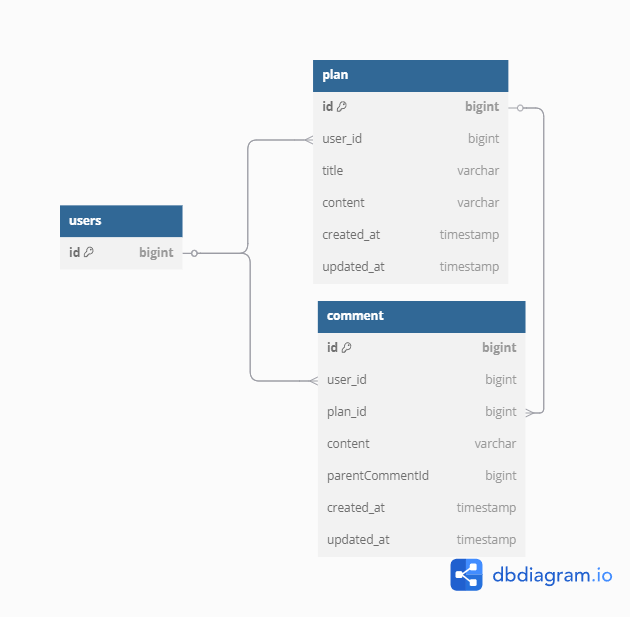 plan
id bigint
user_id bigint
title varchar
content varchar
created_at timestamp
updated_at timestamp
users
id bigint
comment
id bigint
user_id bigint
plan_id bigint
content varchar
parentCommentId bigint
created_at timestamp
updated_at timestamp
dbdiagram.io